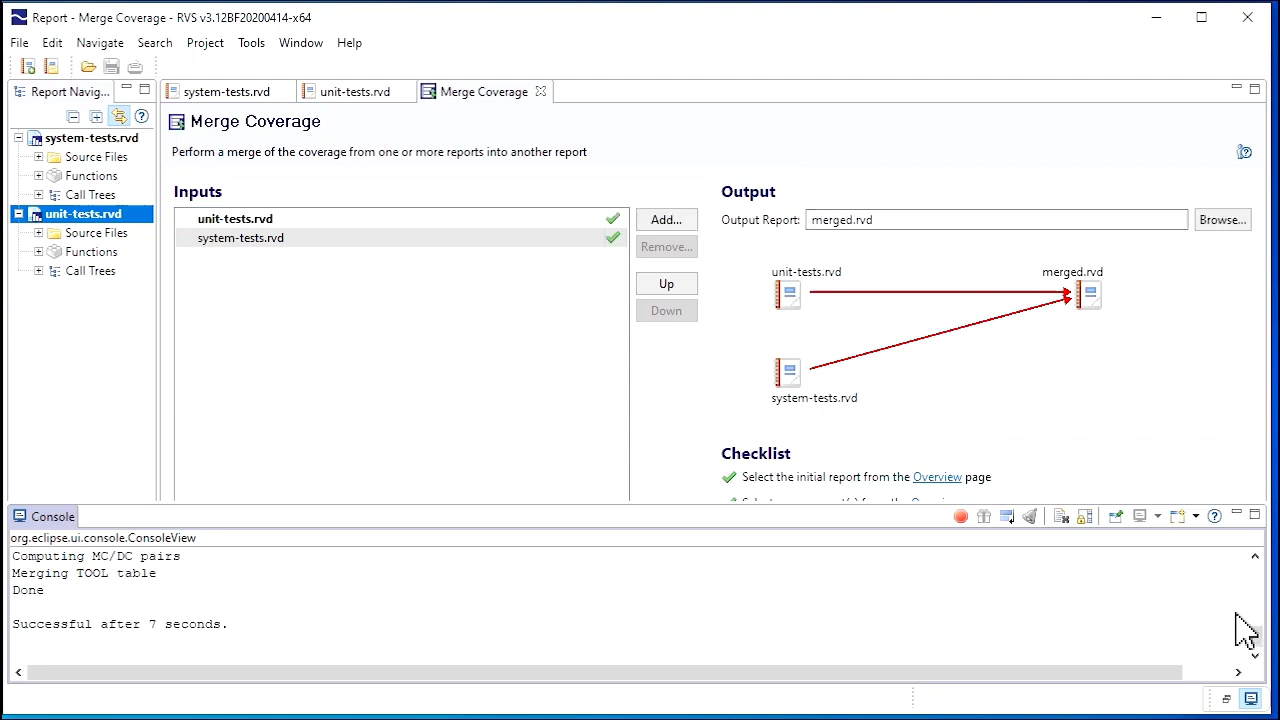 Report - Merge Coverage - RVS v3.12BF20200414-x64
File Edit Navigate Search Project Tools Window Help
Report Navig...
system-tests.rvd
Source Files
Functions
Call Trees
unit-tests.rvd
Source Files
Functions
Call Trees
system-tests.rvd unit-tests.rvd Merge Coverage
Merge Coverage
Perform a merge of the coverage from one or more reports into another report
Inputs
unit-tests.rvd
system-tests.rvd
Add...
Remove...
Up
Down
Output
Output Report: merged.rvd Browse...
unit-tests.rvd merged.rvd
system-tests.rvd
Checklist
Select the initial report from the Overview page
Console
org.eclipse.ui.console.ConsoleView
Computing MC/DC pairs
Merging TOOL table
Done
Successful after 7 seconds.